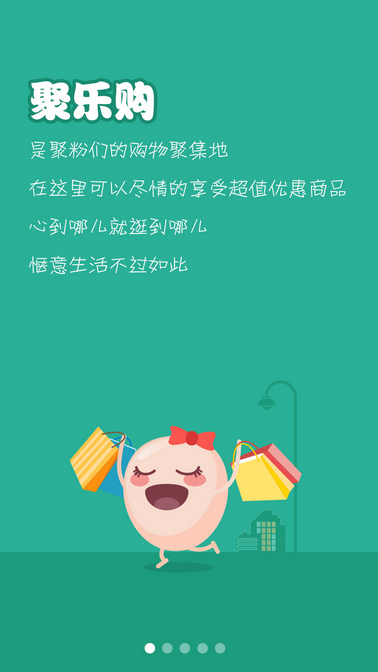 聚乐购
是聚粉们的购物聚集地
在这里可以尽情的享受超值优惠商品
心到哪儿就逛到哪儿
惬意生活不过如此